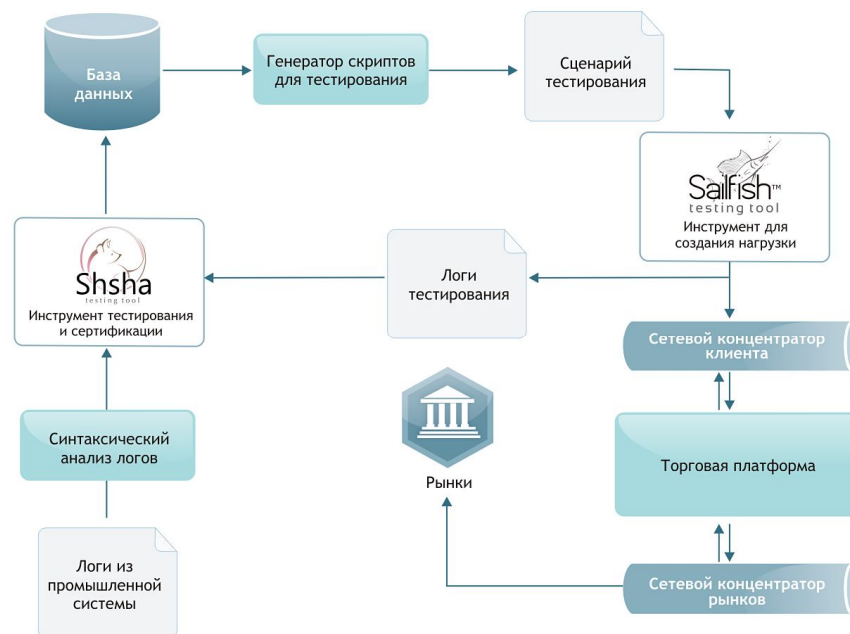 База
данных
Генератор скриптов
для тестирования
Сценарий
тестирования
Sailfish™
testing tool
Инструмент для
создания нагрузки
Shsha
testing tool
Инструмент тестирования
и сертификации
Логи
тестирования
Сетевой концентратор
клиента
Синтаксический
анализ логов
Рынки
Торговая платформа
Логи из
промышленной
системы
Сетевой концентратор
рынков